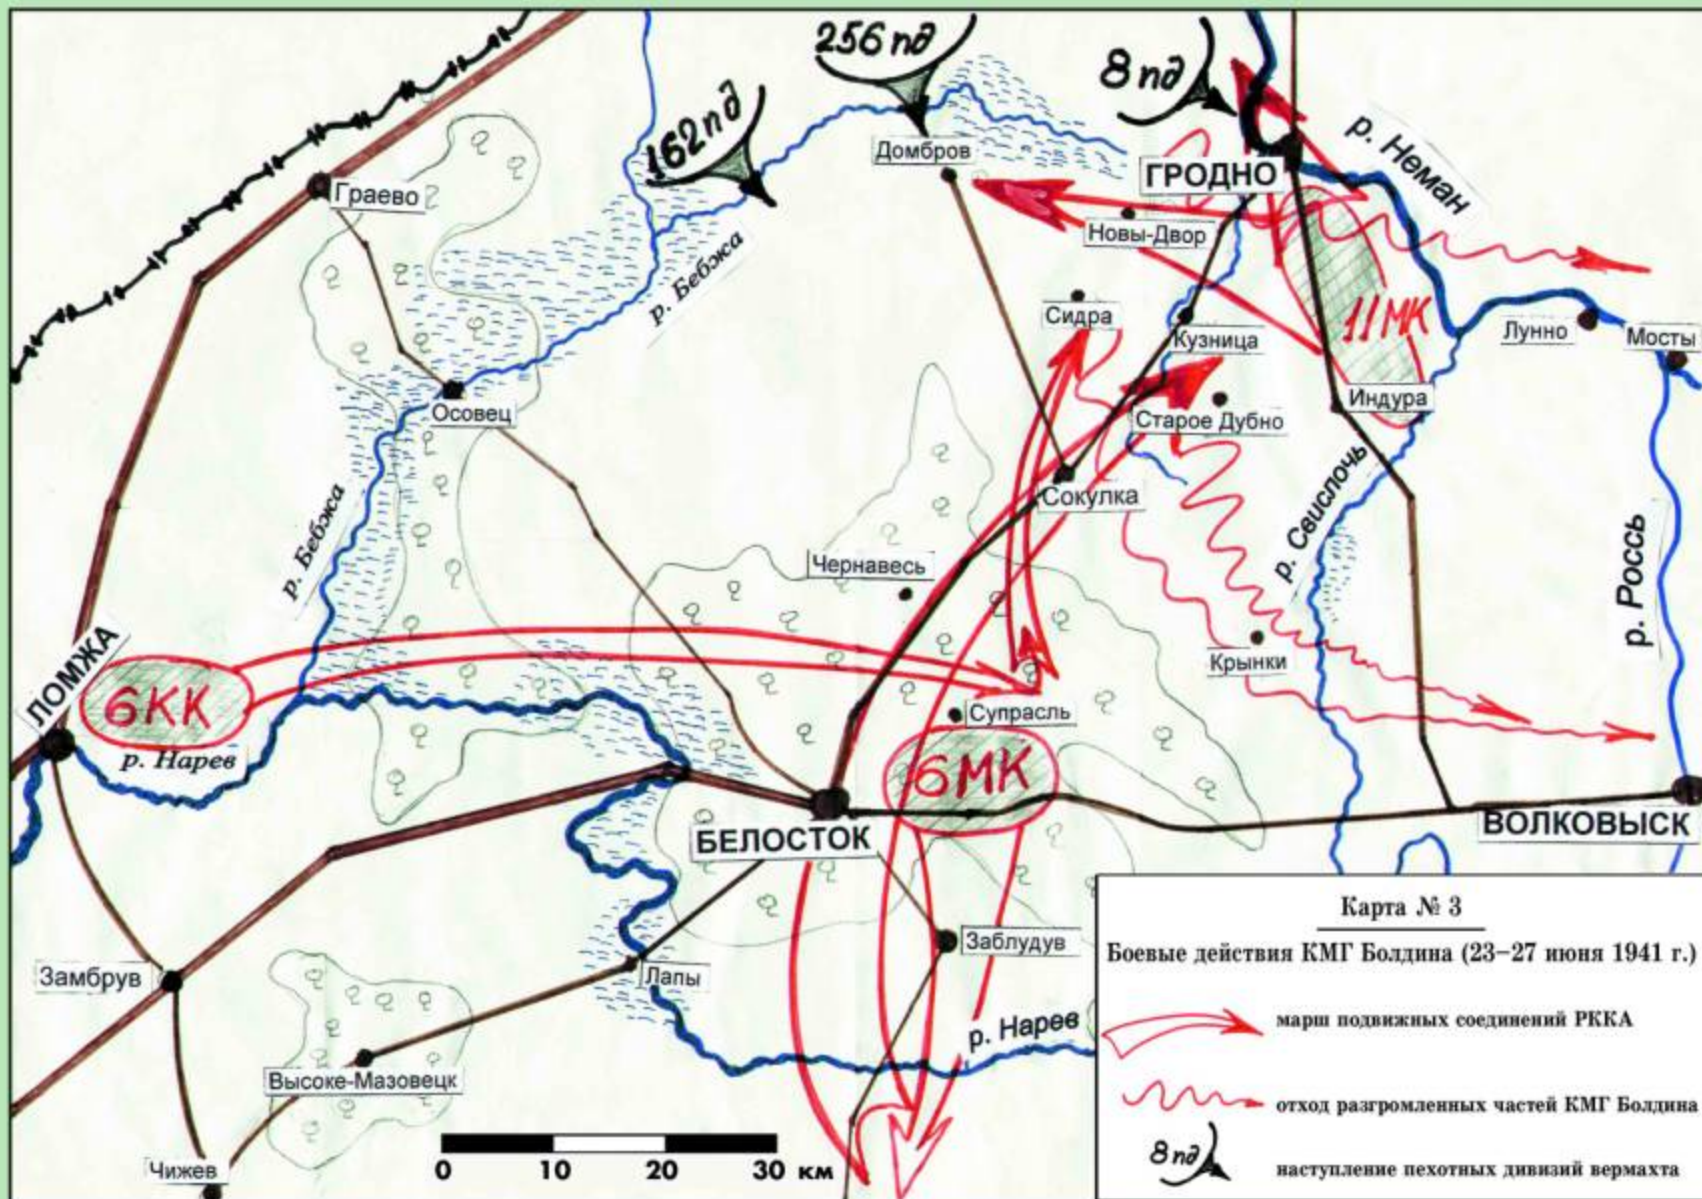 256 пд
8 пд
162 пд
р. Неман
Домбров
ГРОДНО
Граево
Новы-Двор
р. Бебжа
Сидра
11 МК
Лунно
Мосты
Кузница
Осовец
Индура
Старое Дубно
Сокулка
р. Свислочь
р. Бебжа
Чернавесь
р. Россь
ЛОМЖА
Крынки
6КК
Супрасль
р. Нарев
6МК
БЕЛОСТОК
ВОЛКОВЫСК
Заблудув
Замбрув
Лапы
р. Нарев
Высоке-Мазовецк
Чижев
0 10 20 30 км
Карта № 3
Боевые действия КМГ Болдина (23–27 июня 1941 г.)
марш подвижных соединений РККА
отход разгромленных частей КМГ Болдина
8 пд
наступление пехотных дивизий вермахта